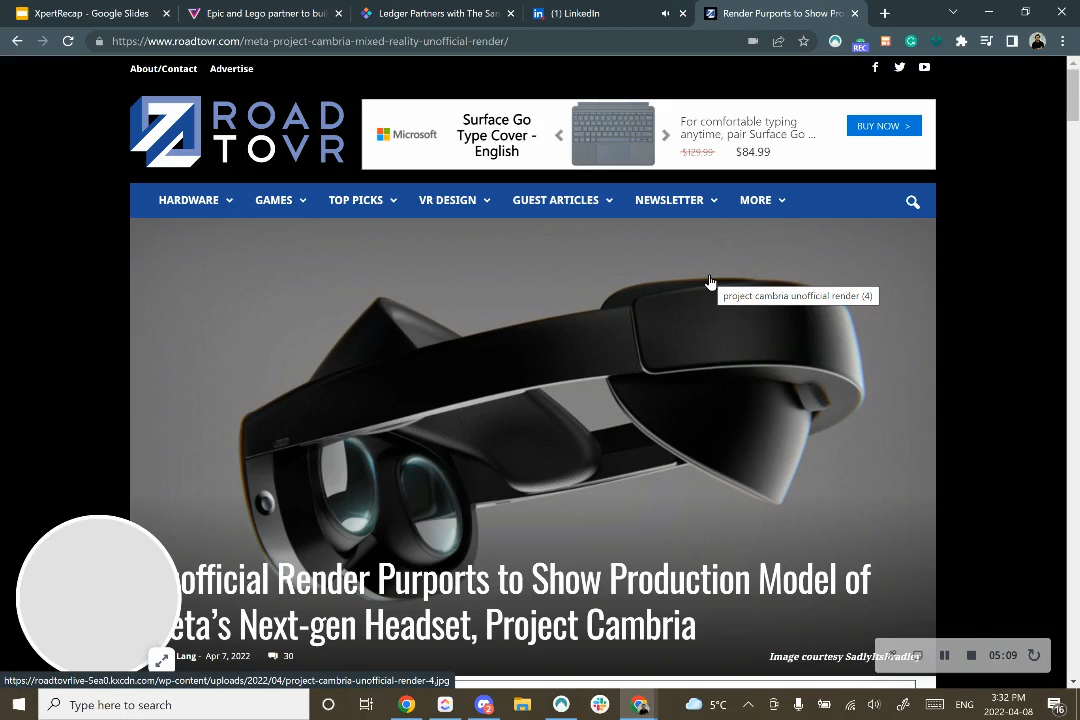 XpertRecap - Google Slides
Epic and Lego partner to bui
Ledger Partners with The San
(1) LinkedIn
Render Purports to Show Pro
https://www.roadtovr.com/meta-project-cambria-mixed-reality-unofficial-render/
REC
About/Contact Advertise
ROAD
TOVR
Microsoft
Surface Go
Type Cover -
English
For comfortable typing
anytime, pair Surface Go ...
$129.99 $84.99
BUY NOW >
HARDWARE
GAMES
TOP PICKS
VR DESIGN
GUEST ARTICLES
NEWSLETTER
MORE
project cambria unofficial render (4)
official Render Purports to Show Production Model of
eta's Next-gen Headset, Project Cambria
Lang - Apr 7, 2022 30
Image courtesy SadlyItsBradley
05:09
https://roadtovrlive-5ea0.kxcdn.com/wp-content/uploads/2022/04/project-cambria-unofficial-render-4.jpg
Type here to search
5°C
ENG
3:32 PM
2022-04-08
16